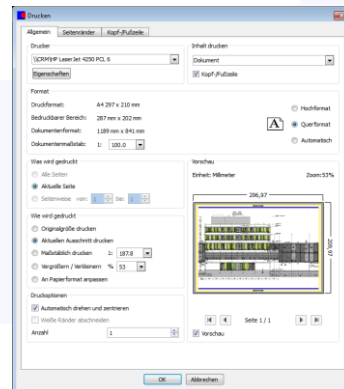 Drucken
Allgemein Seitenränder Kopf-/Fußzeile
Drucker
\\CRM\HP LaserJet 4250 PCL 6
Eigenschaften
Inhalt drucken
Dokument
Kopf-/Fußzeile
Format
Druckformat: A4 297 x 210 mm
Bedruckbarer Bereich: 287 mm x 202 mm
Dokumentenformat: 1189 mm x 841 mm
Dokumentenmaßstab: 1: 100.0
A
Hochformat
Querformat
Automatisch
Was wird gedruckt
Alle Seiten
Aktuelle Seite
Seitenweise von: 1 bis: 1
Wie wird gedruckt
Originalgröße drucken
Aktuellen Ausschnitt drucken
Maßstäblich drucken 1: 187.8
Vergrößern / Verkleinern % 53
An Papierformat anpassen
Druckoptionen
Automatisch drehen und zentrieren
Weiße Ränder abschneiden
Anzahl 1
Vorschau
Einheit: Millimeter Zoom: 53%
296,97
209,97
Seite 1 / 1
Vorschau
OK Abbrechen